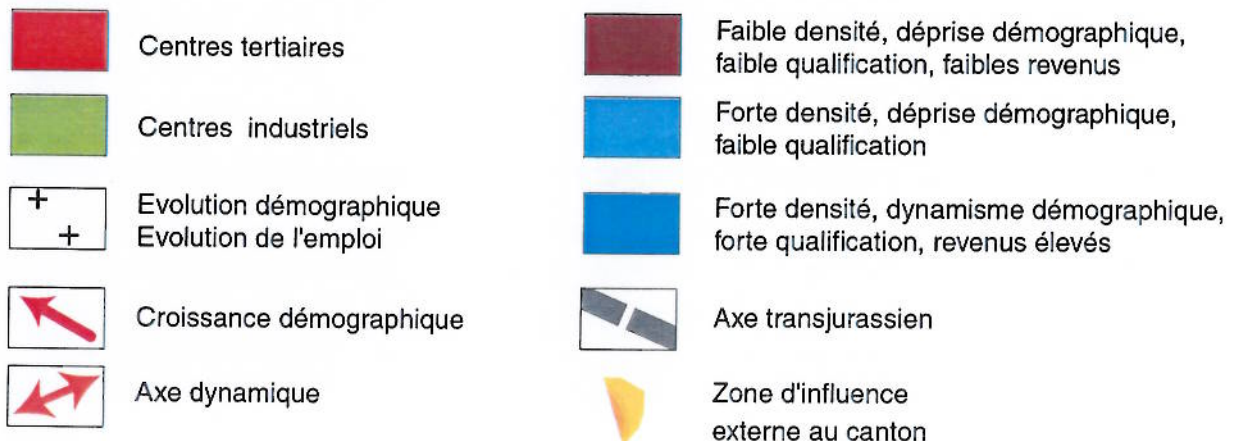 Centres tertiaires
Centres industriels
Evolution démographique
Evolution de l'emploi
Croissance démographique
Axe dynamique
Faible densité, déprise démographique,
faible qualification, faibles revenus
Forte densité, déprise démographique,
faible qualification
Forte densité, dynamisme démographique,
forte qualification, revenus élevés
Axe transjurassien
Zone d'influence
externe au canton